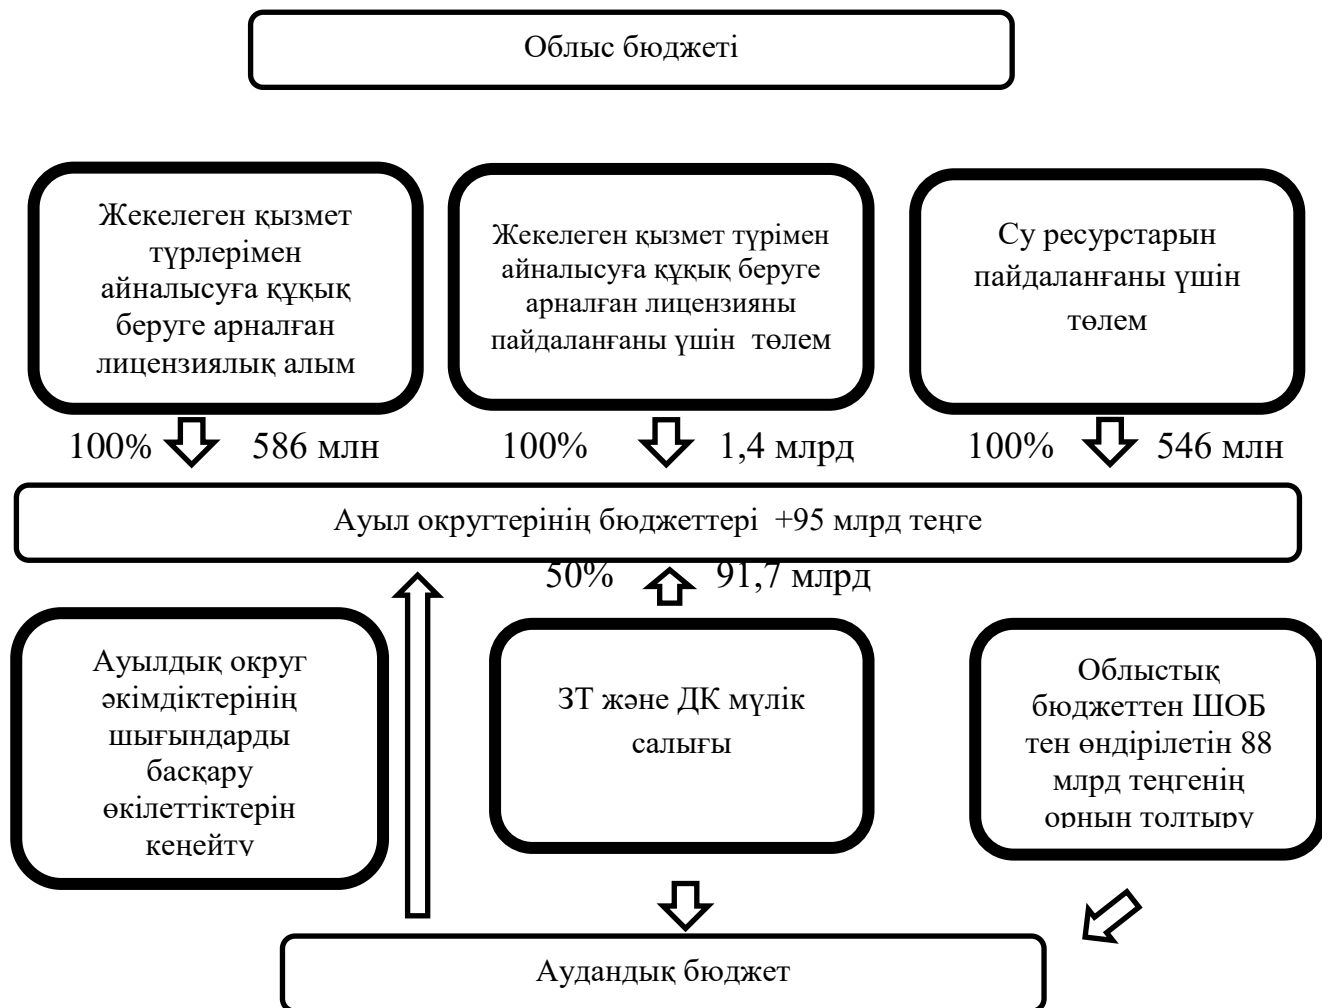 Облыс бюджеті
Жекелеген қызмет
түрлерімен
айналысуға құқық
беруге арналған
лицензиялық алым
Жекелеген қызмет түрімен
айналысуға құқық беруге
арналған лицензияны
пайдаланғаны үшін төлем
Су ресурстарын
пайдаланғаны үшін
төлем
100% 586 млн
100% 1,4 млрд
100% 546 млн
Ауыл округтерінің бюджеттері +95 млрд теңге
50% 91,7 млрд
Ауылдық округ
әкімдіктерінің
шығындарды
басқару
өкілеттіктерін
кеңейту
ЗТ және ДК мүлік
салығы
Облыстық
бюджеттен ШОБ
тен өндірілетін 88
млрд теңгенің
орнын толтыру
Аудандық бюджет